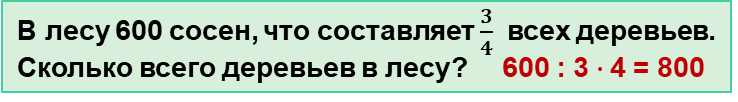 В лесу 600 сосен, что составляет 3/4 всех деревьев.
Сколько всего деревьев в лесу? 600 : 3 · 4 = 800